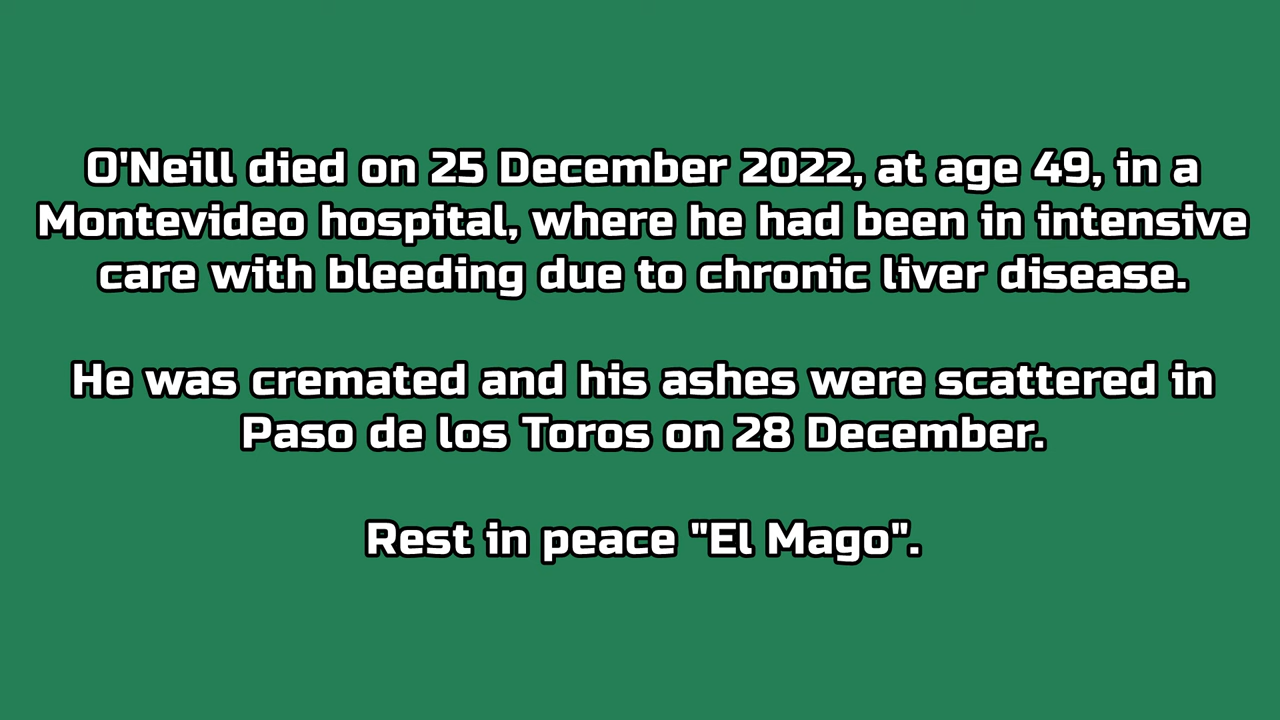 O'Neill died on 25 December 2022, at age 49, in a
Montevideo hospital, where he had been in intensive
care with bleeding due to chronic liver disease.
He was cremated and his ashes were scattered in
Paso de los Toros on 28 December.
Rest in peace "El Mago".